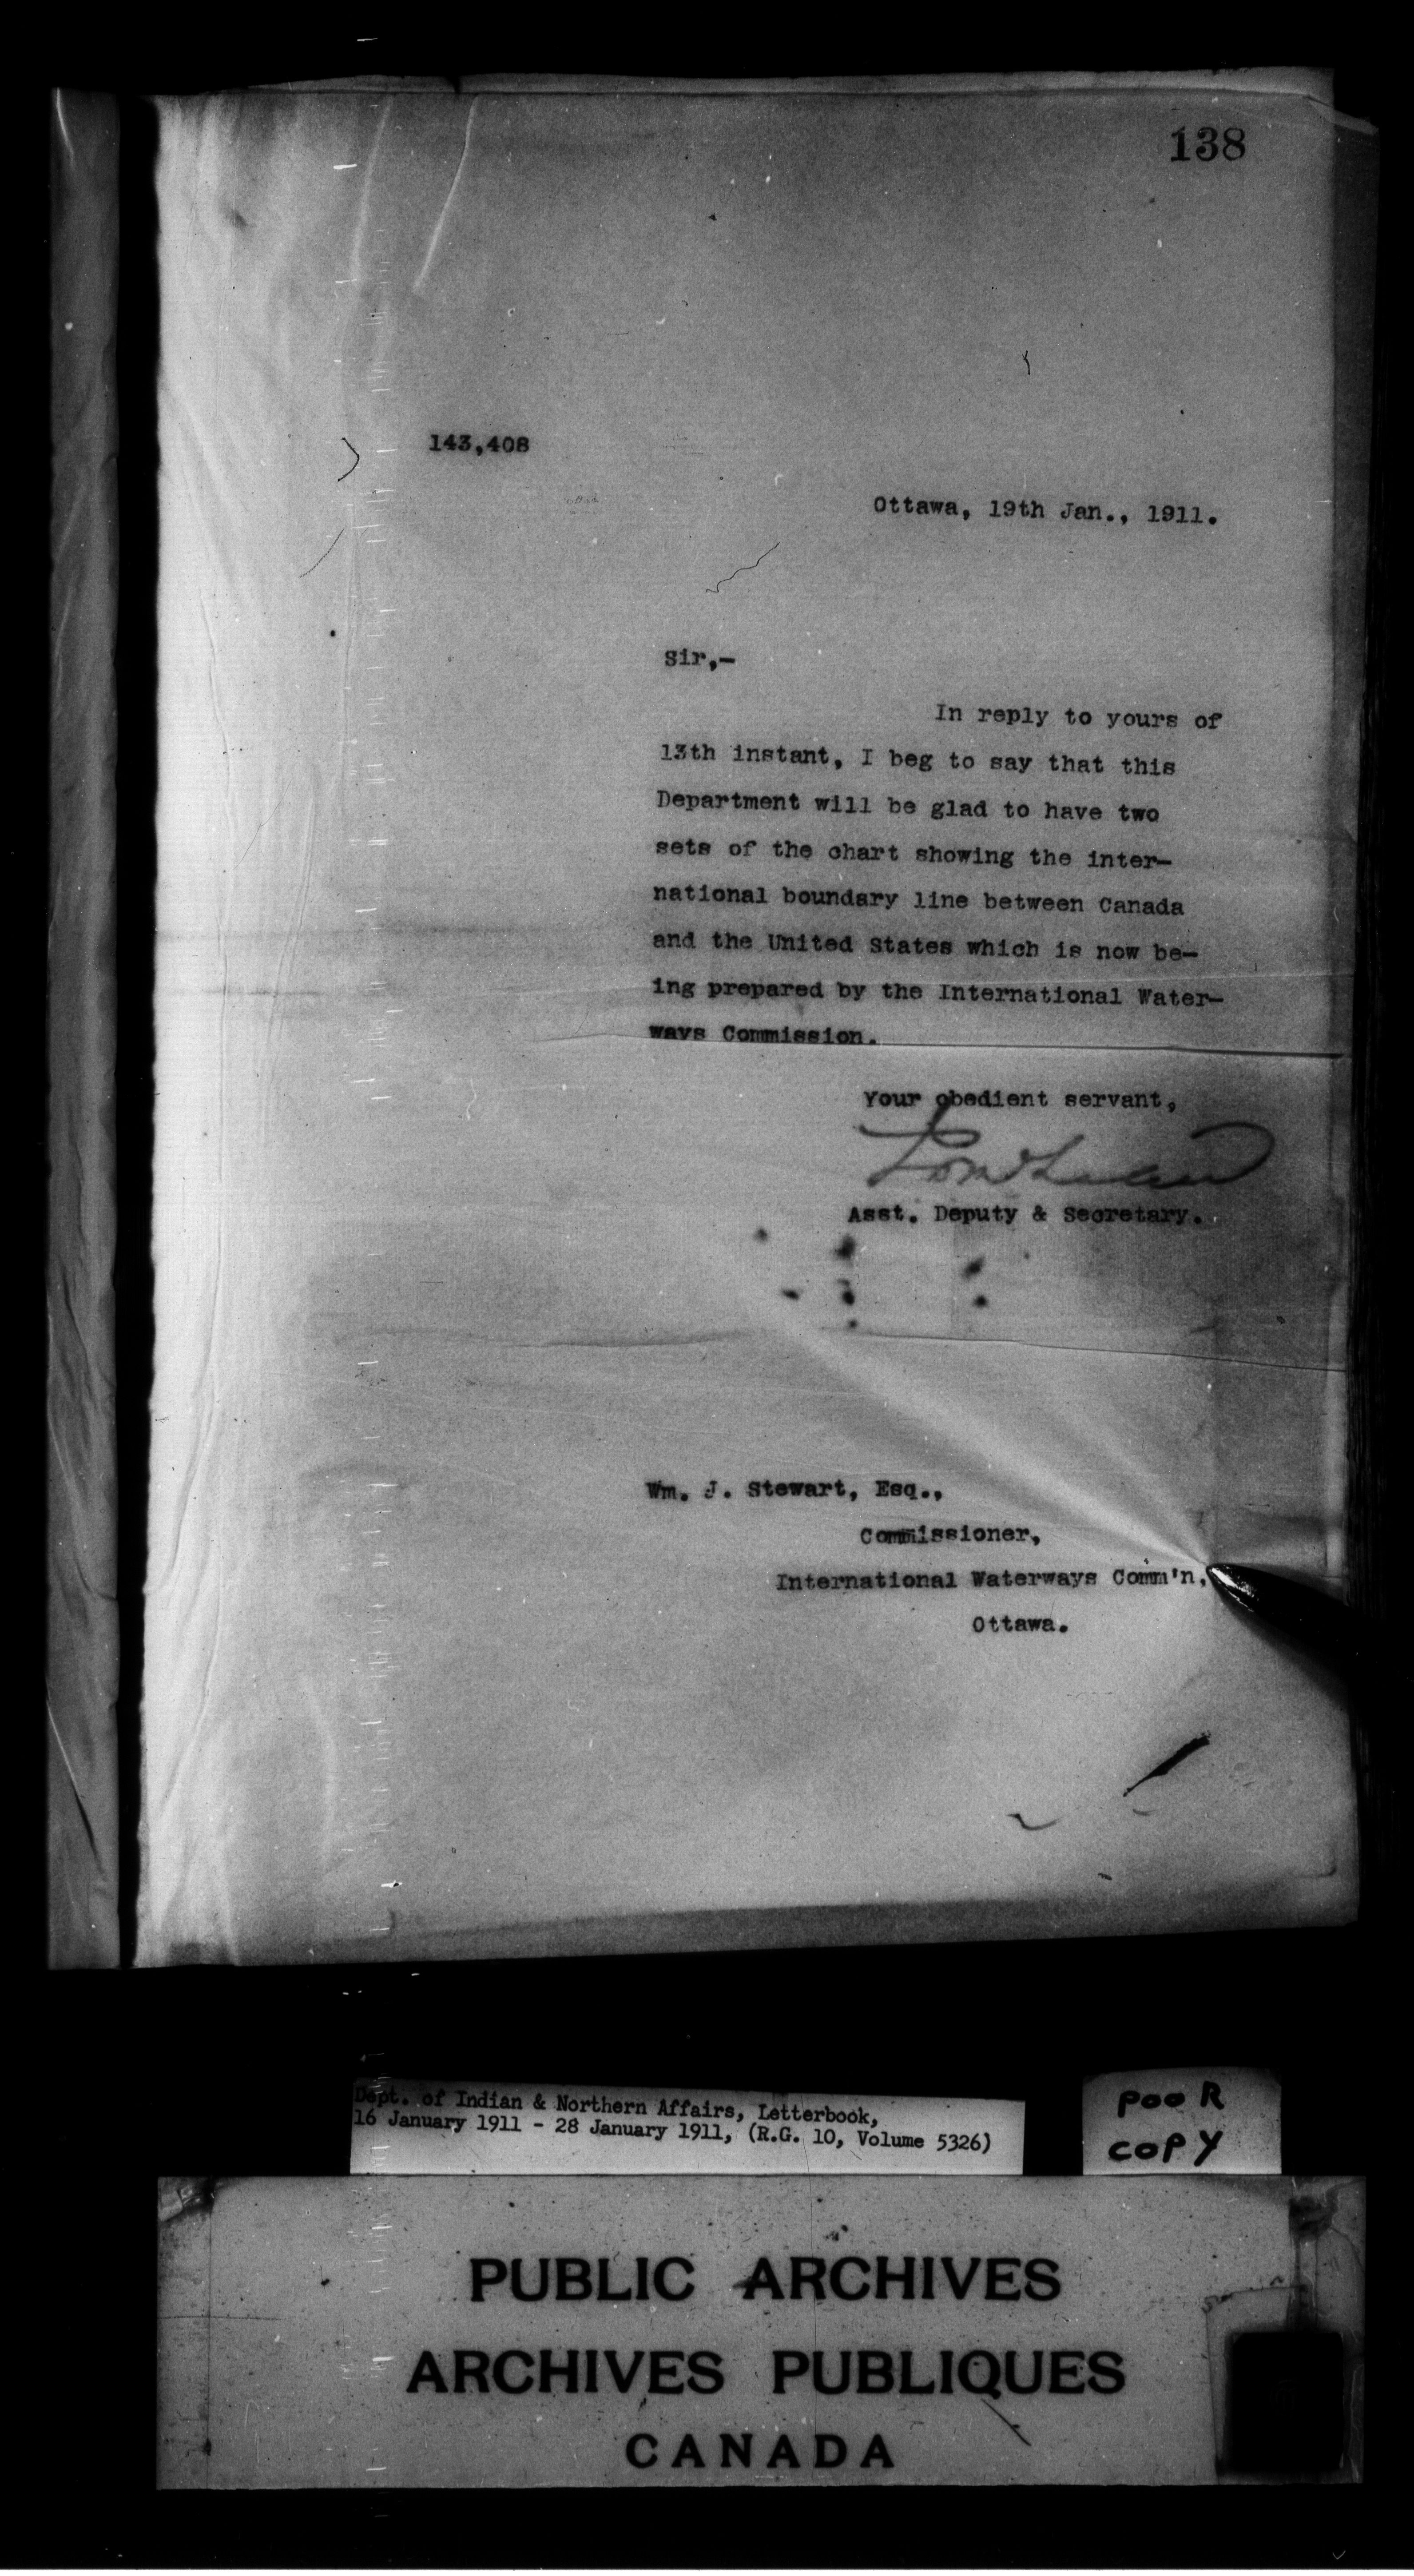 138
143,408
Ottawa, 19th Jan., 1911.
Sir,-
In reply to yours of
13th instant, I beg to say that this
Department will be glad to have two
sets of the chart showing the inter-
national boundary line between Canada
and the United States which is now be-
ing prepared by the International Water-
ways Commission.
Your obedient servant,
Asst. Deputy & Secretary.
Wm. J. Stewart, Esq.,
Commissioner,
International Waterways Comm'n,
Ottawa.
Dept. of Indian & Northern Affairs, Letterbook,
16 January 1911 - 28 January 1911, (R.G. 10, Volume 5326)
POOR
COPY
PUBLIC ARCHIVES
ARCHIVES PUBLIQUES
CANADA